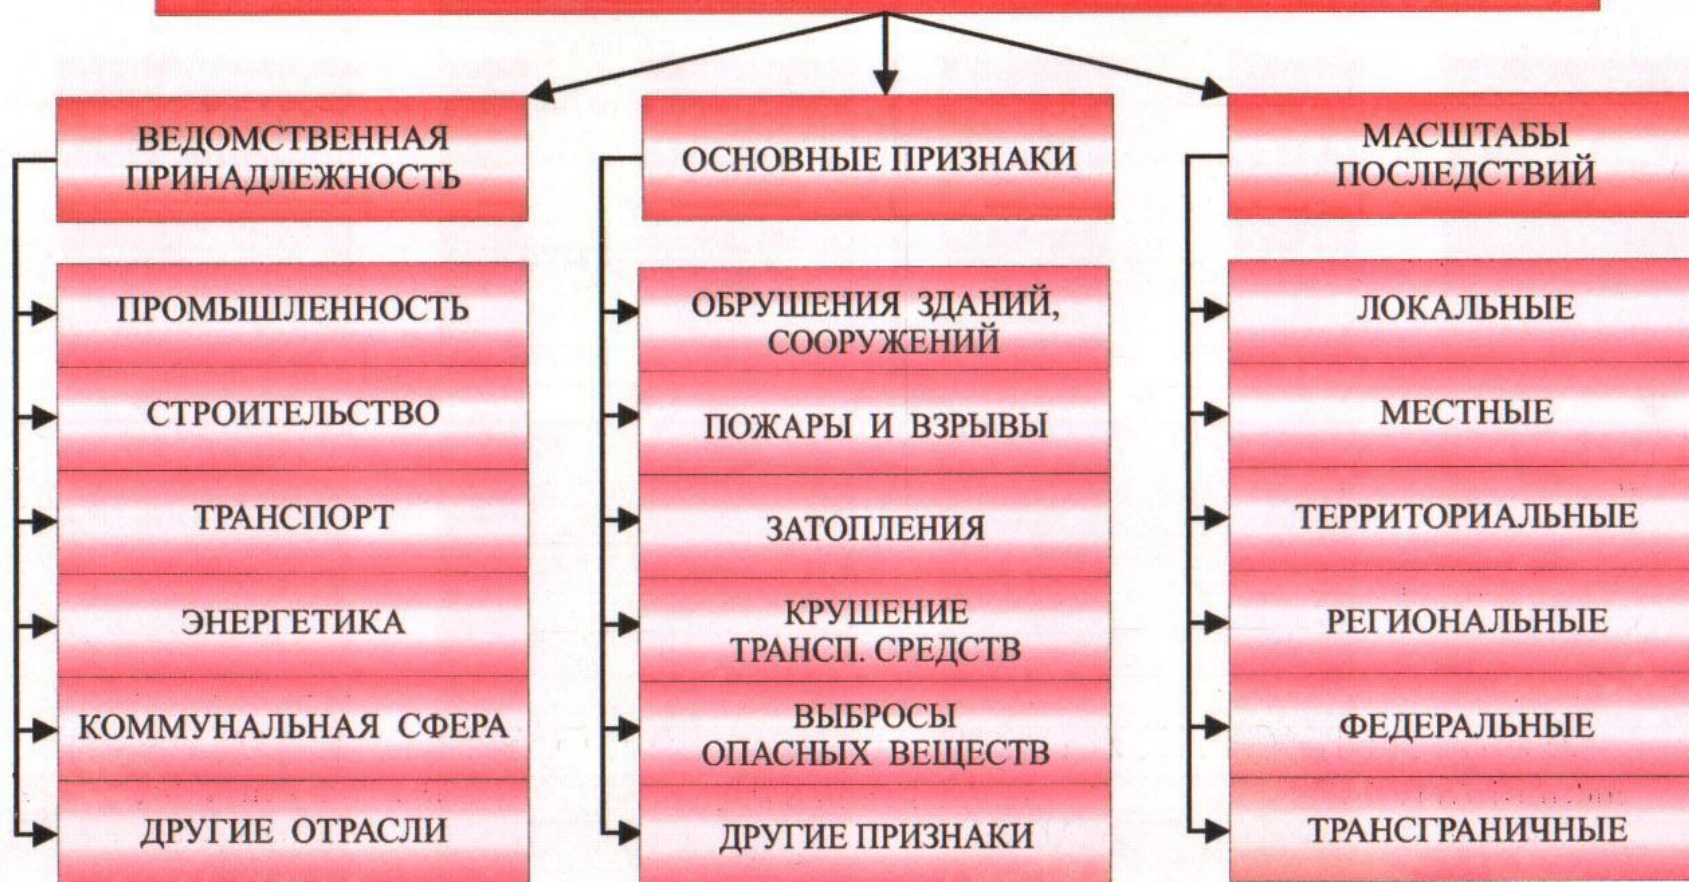 ВЕДОМСТВЕННАЯ
ПРИНАДЛЕЖНОСТЬ
ПРОМЫШЛЕННОСТЬ
СТРОИТЕЛЬСТВО
ТРАНСПОРТ
ЭНЕРГЕТИКА
КОММУНАЛЬНАЯ СФЕРА
ДРУГИЕ ОТРАСЛИ
ОСНОВНЫЕ ПРИЗНАКИ
ОБРУШЕНИЯ ЗДАНИЙ,
СООРУЖЕНИЙ
ПОЖАРЫ И ВЗРЫВЫ
ЗАТОПЛЕНИЯ
КРУШЕНИЕ
ТРАНСП. СРЕДСТВ
ВЫБРОСЫ
ОПАСНЫХ ВЕЩЕСТВ
ДРУГИЕ ПРИЗНАКИ
МАСШТАБЫ
ПОСЛЕДСТВИЙ
ЛОКАЛЬНЫЕ
МЕСТНЫЕ
ТЕРРИТОРИАЛЬНЫЕ
РЕГИОНАЛЬНЫЕ
ФЕДЕРАЛЬНЫЕ
ТРАНСГРАНИЧНЫЕ